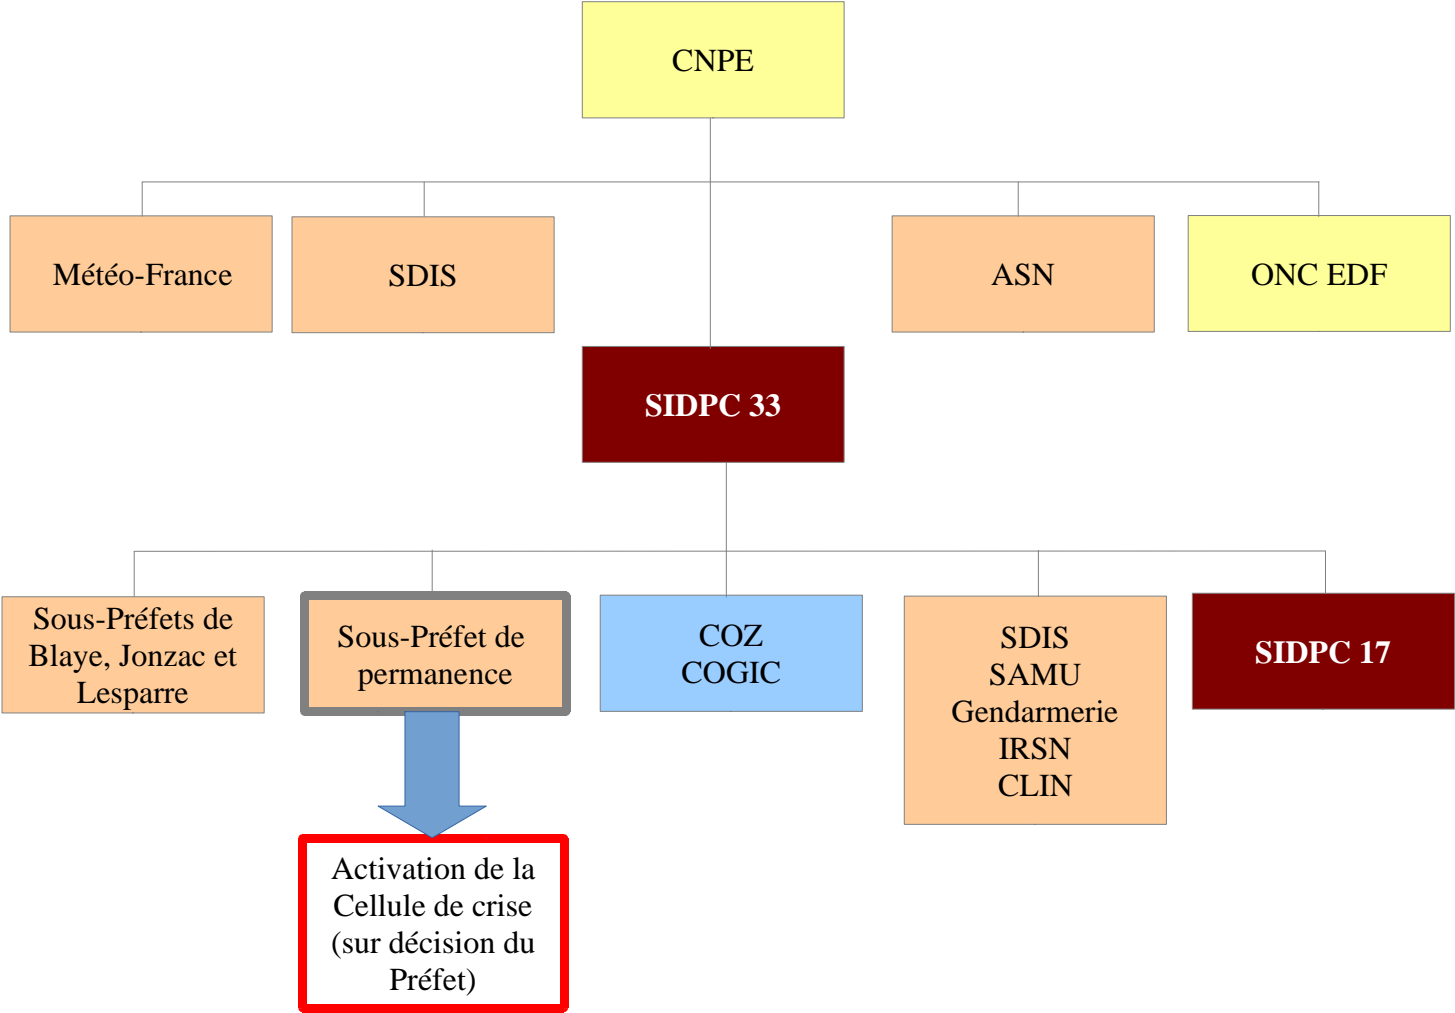 CNPE
Météo-France
SDIS
ASN
ONC EDF
SIDPC 33
Sous-Préfets de
Blaye, Jonzac et
Lesparre
Sous-Préfet de
permanence
COZ
COGIC
SDIS
SAMU
Gendarmerie
IRSN
CLIN
SIDPC 17
Activation de la
Cellule de crise
(sur décision du
Préfet)